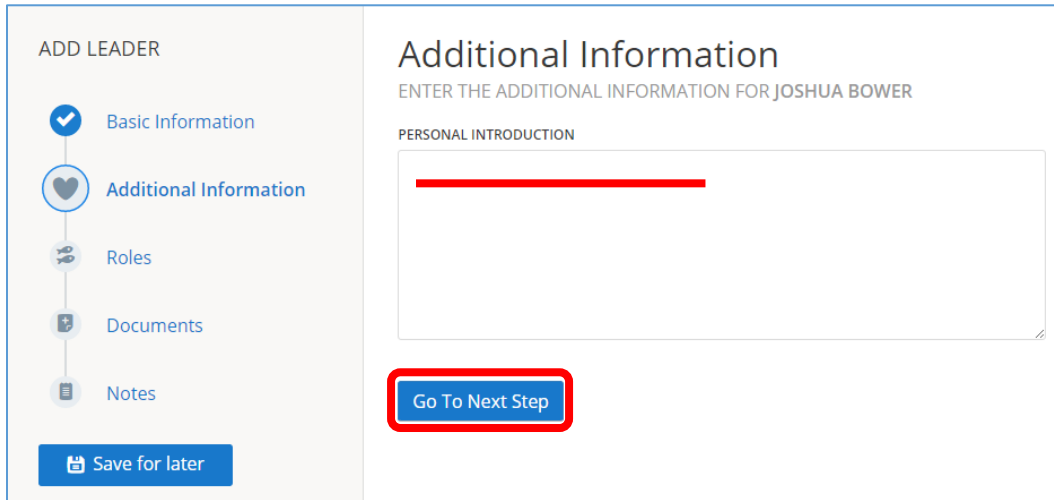 ADD LEADER
Basic Information
Additional Information
Roles
Documents
Notes
Save for later
Additional Information
ENTER THE ADDITIONAL INFORMATION FOR JOSHUA BOWER
PERSONAL INTRODUCTION
Go To Next Step